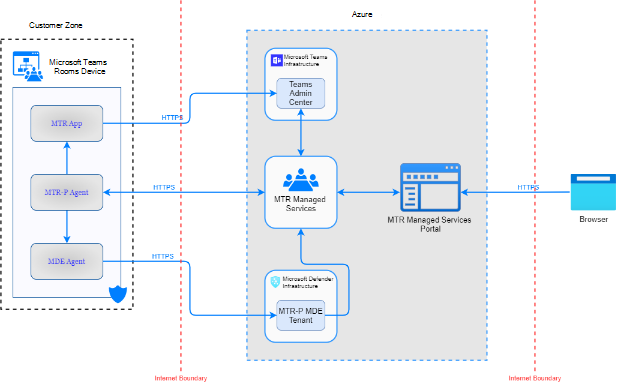 Customer Zone
Azure
Microsoft Teams
Rooms Device
MTR App
MTR-P Agent
MDE Agent
HTTPS
HTTPS
HTTPS
Microsoft Teams
Infrastructure
Teams
Admin
Center
MTR Managed
Services
Microsoft Defender
Infrastructure
MTR-P MDE
Tenant
MTR Managed Services
Portal
HTTPS
Browser
Internet Boundary
Internet Boundary